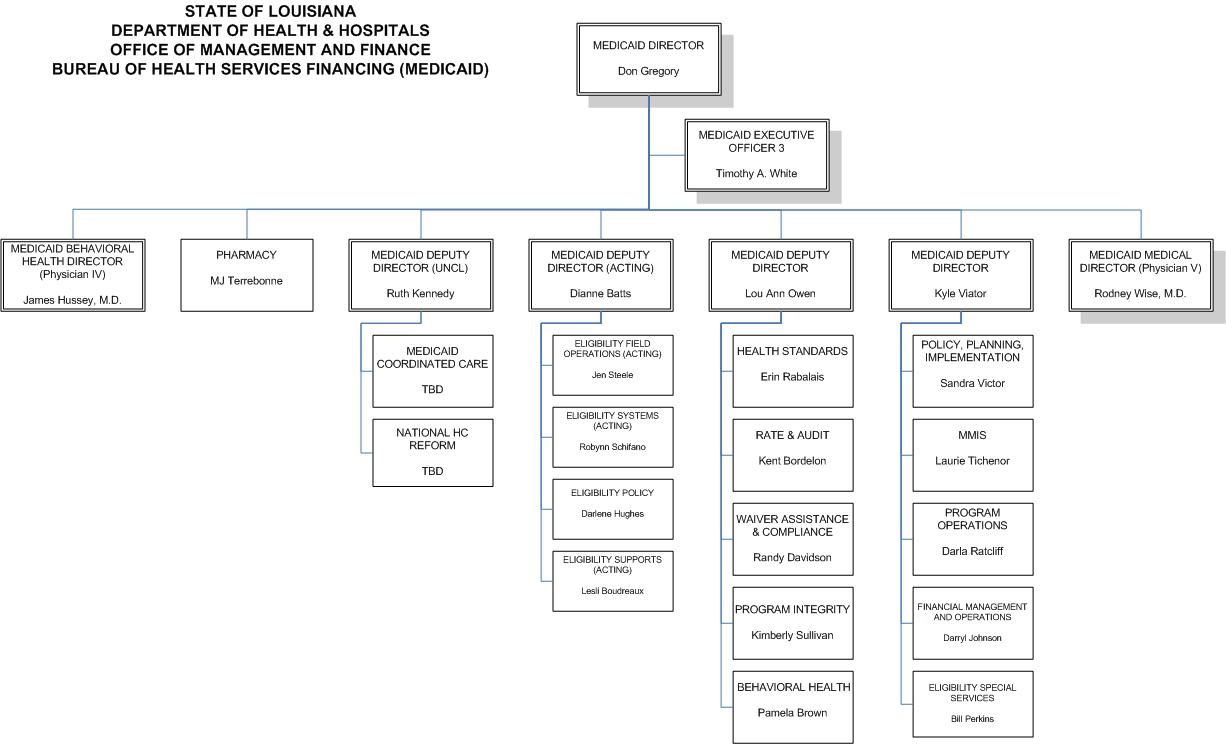 STATE OF LOUISIANA
DEPARTMENT OF HEALTH & HOSPITALS
OFFICE OF MANAGEMENT AND FINANCE
BUREAU OF HEALTH SERVICES FINANCING (MEDICAID)
MEDICAID DIRECTOR
Don Gregory
MEDICAID EXECUTIVE
OFFICER 3
Timothy A. White
MEDICAID BEHAVIORAL
HEALTH DIRECTOR
(Physician IV)
James Hussey, M.D.
PHARMACY
MJ Terrebonne
MEDICAID DEPUTY
DIRECTOR (UNCL)
Ruth Kennedy
MEDICAID DEPUTY
DIRECTOR (ACTING)
Dianne Batts
MEDICAID DEPUTY
DIRECTOR
Lou Ann Owen
MEDICAID DEPUTY
DIRECTOR
Kyle Viator
MEDICAID MEDICAL
DIRECTOR (Physician V)
Rodney Wise, M.D.
MEDICAID
COORDINATED CARE
TBD
NATIONAL HC
REFORM
TBD
ELIGIBILITY FIELD
OPERATIONS (ACTING)
Jen Steele
ELIGIBILITY SYSTEMS
(ACTING)
Robynn Schifano
ELIGIBILITY POLICY
Darlene Hughes
ELIGIBILITY SUPPORTS
(ACTING)
Lesli Boudreaux
HEALTH STANDARDS
Erin Rabalais
RATE & AUDIT
Kent Bordelon
WAIVER ASSISTANCE
& COMPLIANCE
Randy Davidson
PROGRAM INTEGRITY
Kimberly Sullivan
BEHAVIORAL HEALTH
Pamela Brown
POLICY, PLANNING,
IMPLEMENTATION
Sandra Victor
MMIS
Laurie Tichenor
PROGRAM
OPERATIONS
Darla Ratcliff
FINANCIAL MANAGEMENT
AND OPERATIONS
Darryl Johnson
ELIGIBILITY SPECIAL
SERVICES
Bill Perkins